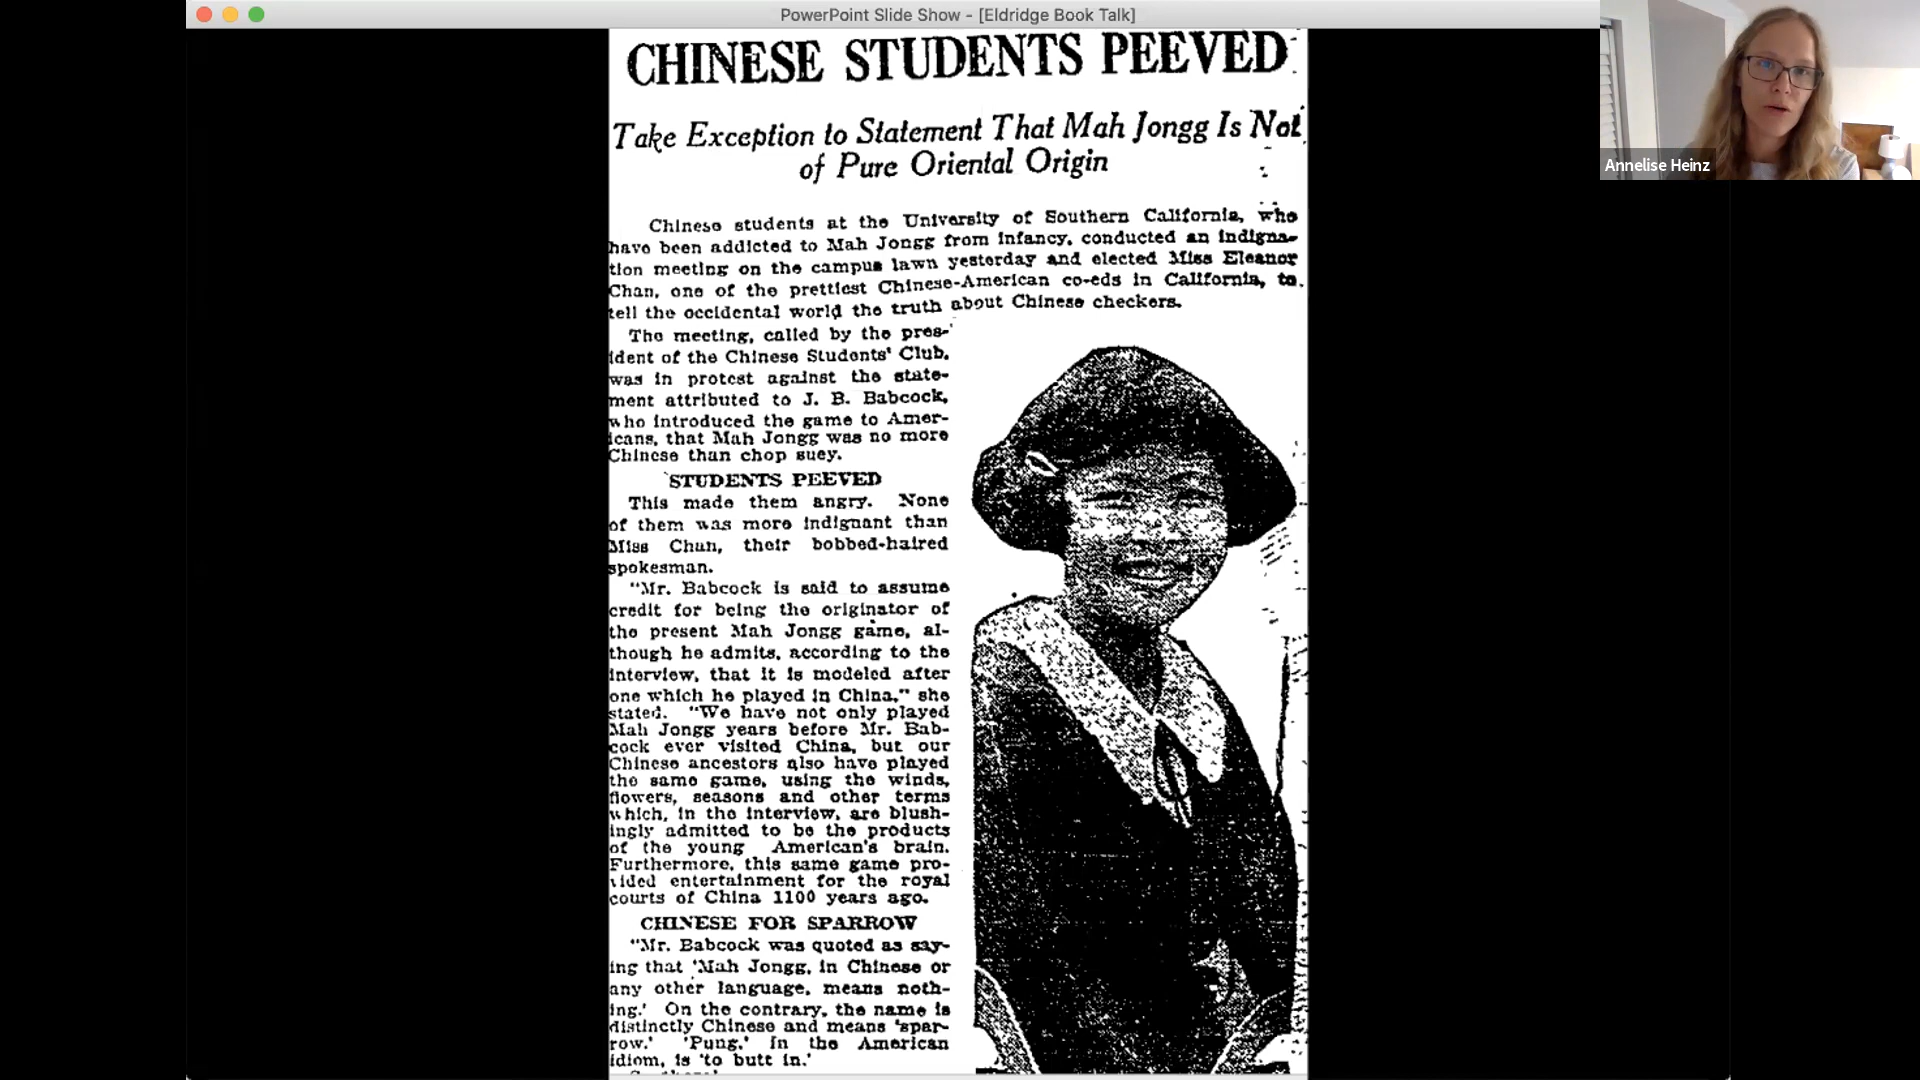 PowerPoint Slide Show - [Eldridge Book Talk]
CHINESE STUDENTS PEEVED
Take Exception to Statement That Mah Jongg Is Not
of Pure Oriental Origin
Annelise Heinz
Chinese students at the University of Southern California, who
have been addicted to Mah Jongg from infancy, conducted an indigna-
tion meeting on the campus lawn yesterday and elected Miss Eleanor
Chan, one of the prettiest Chinese-American co-eds in California, to
tell the occidental world the truth about Chinese checkers.
The meeting, called by the pres-
ident of the Chinese Students' Club,
was in protest against the state-
ment attributed to J. B. Babcock,
who introduced the game to Amer-
icans, that Mah Jongg was no more
Chinese than chop suey.
STUDENTS PEEVED
This made them angry. None
of them was more indignant than
Miss Chan, their bobbed-haired
spokesman.
"Mr. Babcock is said to assume
credit for being the originator of
the present Mah Jongg game, al-
though he admits, according to the
interview, that it is modeled after
one which he played in China," she
stated. "We have not only played
Mah Jongg years before Mr. Bab-
cock ever visited China, but our
Chinese ancestors also have played
the same game, using the winds,
flowers, seasons and other terms
which, in the interview, are blush-
ingly admitted to be the products
of the young American's brain.
Furthermore, this same game pro-
vided entertainment for the royal
courts of China 1100 years ago.
CHINESE FOR SPARROW
"Mr. Babcock was quoted as say-
ing that 'Mah Jongg, in Chinese or
any other language, means noth-
ing.' On the contrary, the name is
distinctly Chinese and means 'spar-
row.' 'Pung,' in the American
idiom, is 'to butt in.'